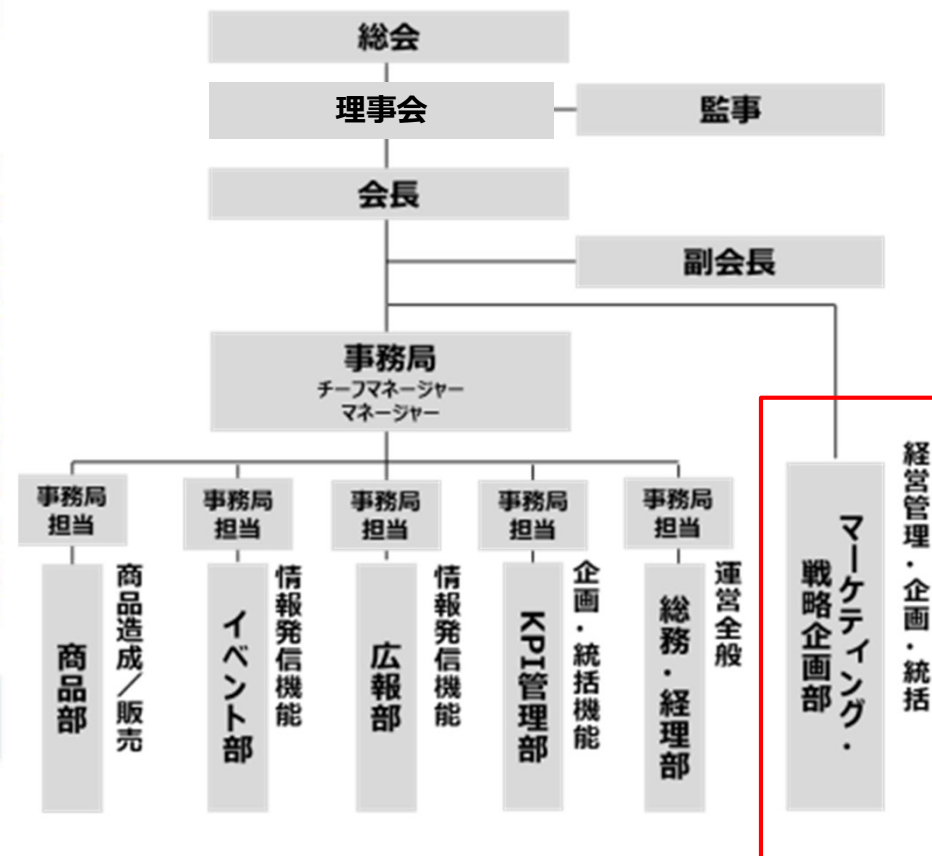 総会
理事会
監事
会長
副会長
事務局
チーフマネージャー
マネージャー
事務局
担当
事務局
担当
事務局
担当
事務局
担当
事務局
担当
商品部
商品造成／販売
イベント部
情報発信機能
広報部
情報発信機能
KPI管理部
企画・統括機能
総務・経理部
運営全般
マーケティング・
戦略企画部
経営管理・企画・統括